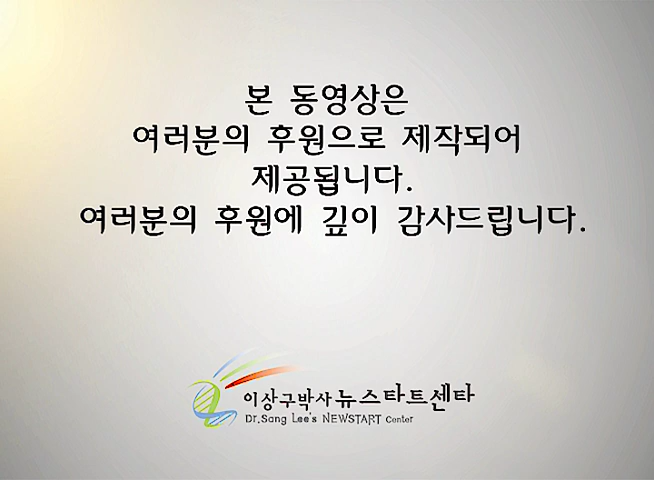 본 동영상은
여러분의 후원으로 제작되어
제공됩니다.
여러분의 후원에 깊이 감사드립니다.
이상구박사 뉴스타트센타
Dr.Sang Lee's NEWSTART Center